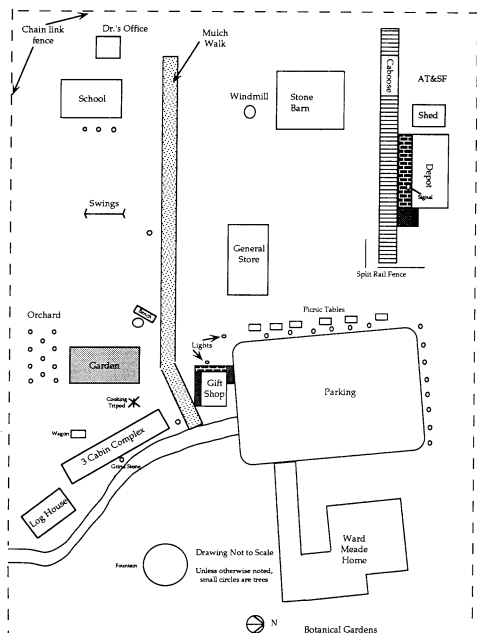 Chain link
fence
Dr.'s Office
Mulch
Walk
School
Windmill
Stone
Barn
Caboose
AT&SF
Shed
Depot
Signal
Swings
General
Store
Split Rail Fence
Orchard
Picnic Tables
Lights
Garden
Gift
Shop
Parking
Cooking
Tripod
Wagon
3 Cabin Complex
Grind Stone
Log House
Ward
Meade
Home
Fountain
Drawing Not to Scale
Unless otherwise noted,
small circles are trees
N
Botanical Gardens